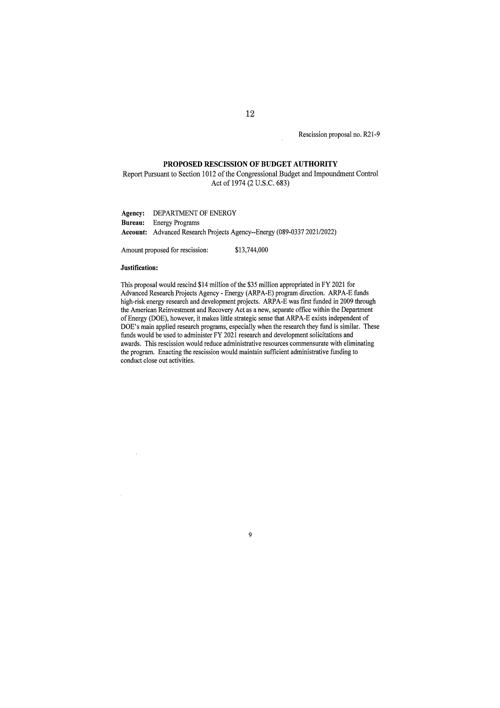 12
Rescission proposal no. R21-9
PROPOSED RESCISSION OF BUDGET AUTHORITY
Report Pursuant to Section 1012 of the Congressional Budget and Impoundment Control
Act of 1974 (2 U.S.C. 683)
Agency: DEPARTMENT OF ENERGY
Bureau: Energy Programs
Account: Advanced Research Projects Agency--Energy (089-0337 2021/2022)
Amount proposed for rescission: $13,744,000
Justification:
This proposal would rescind $14 million of the $35 million appropriated in FY 2021 for
Advanced Research Projects Agency - Energy (ARPA-E) program direction. ARPA-E funds
high-risk energy research and development projects. ARPA-E was first funded in 2009 through
the American Reinvestment and Recovery Act as a new, separate office within the Department
of Energy (DOE), however, it makes little strategic sense that ARPA-E exists independent of
DOE's main applied research programs, especially when the research they fund is similar. These
funds would be used to administer FY 2021 research and development solicitations and
awards. This rescission would reduce administrative resources commensurate with eliminating
the program. Enacting the rescission would maintain sufficient administrative funding to
conduct close out activities.
9